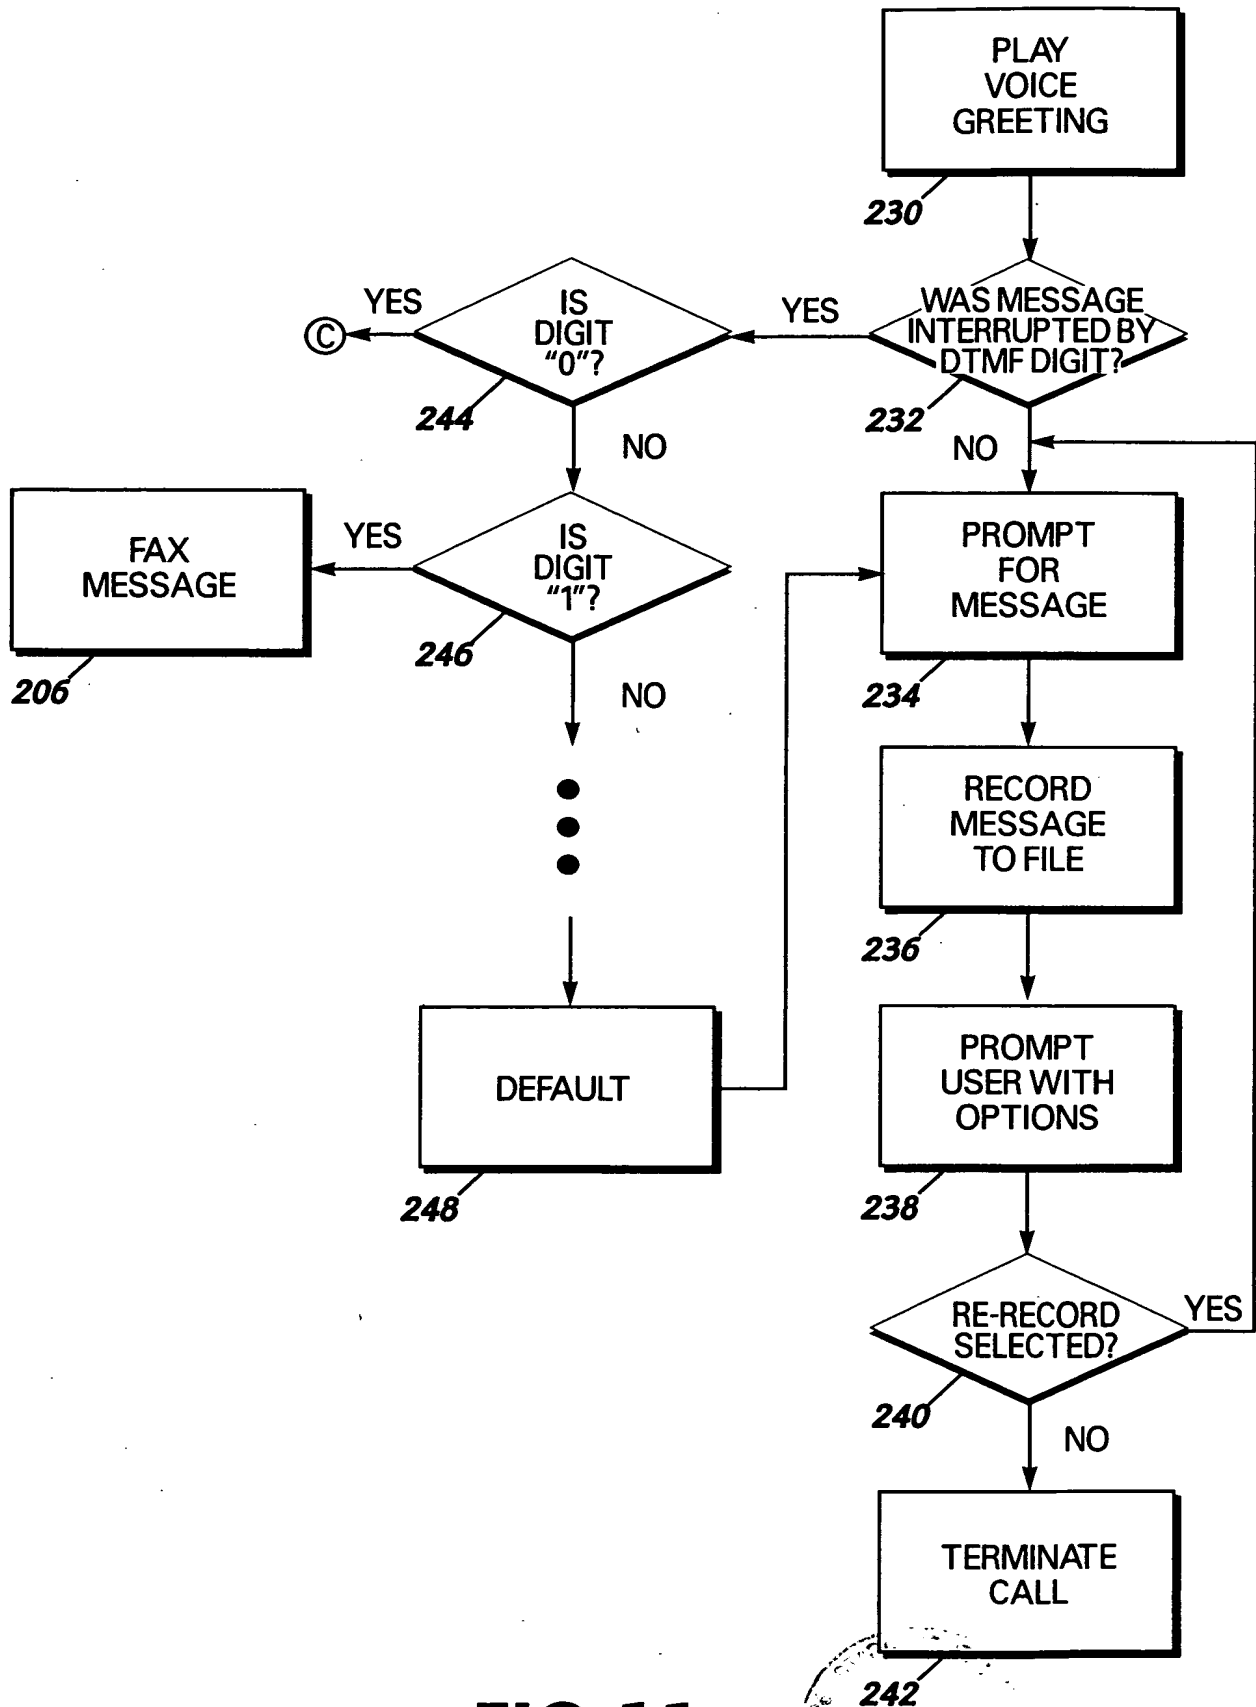 PLAY
VOICE
GREETING
230
WAS MESSAGE
INTERRUPTED BY
DTMF DIGIT?
232
YES
NO
IS
DIGIT
"0"?
244
YES
C
NO
IS
DIGIT
"1"?
246
YES
FAX
MESSAGE
206
NO
DEFAULT
248
PROMPT
FOR
MESSAGE
234
RECORD
MESSAGE
TO FILE
236
PROMPT
USER WITH
OPTIONS
238
RE-RECORD
SELECTED?
240
YES
NO
TERMINATE
CALL
242